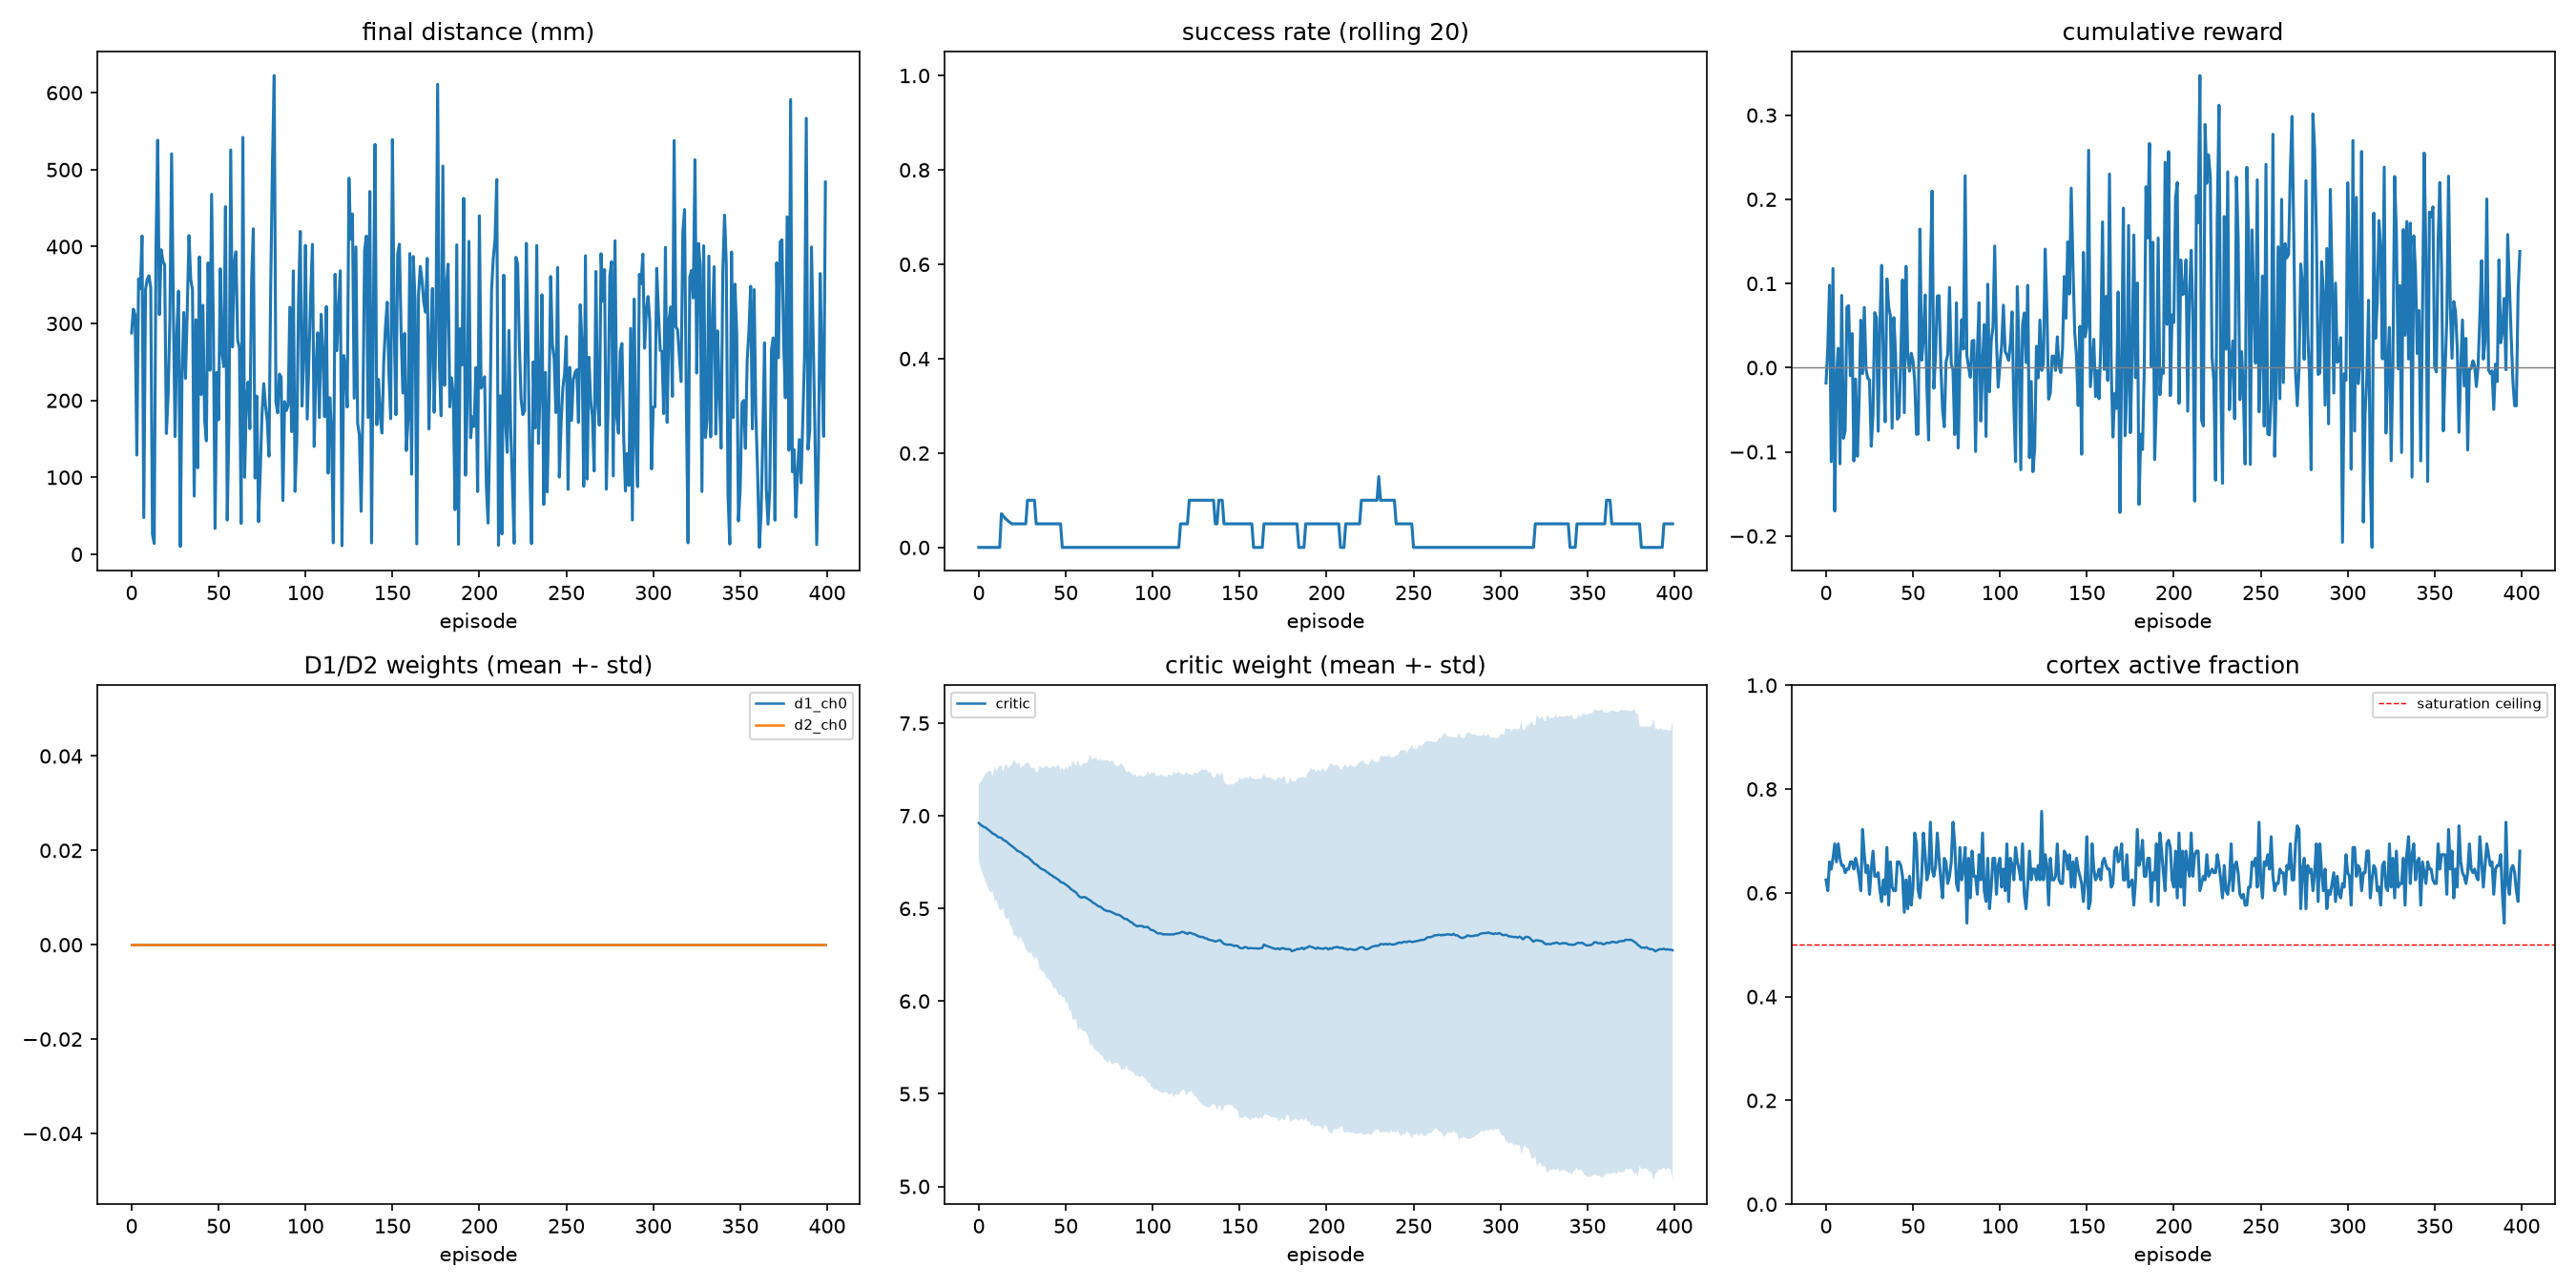 final distance (mm)
600
500
400
300
200
100
0
0 50 100 150 200 250 300 350 400
episode
success rate (rolling 20)
1.0
0.8
0.6
0.4
0.2
0.0
0 50 100 150 200 250 300 350 400
episode
cumulative reward
0.3
0.2
0.1
0.0
−0.1
−0.2
0 50 100 150 200 250 300 350 400
episode
D1/D2 weights (mean +- std)
d1_ch0
d2_ch0
0.04
0.02
0.00
−0.02
−0.04
0 50 100 150 200 250 300 350 400
episode
critic weight (mean +- std)
critic
7.5
7.0
6.5
6.0
5.5
5.0
0 50 100 150 200 250 300 350 400
episode
cortex active fraction
saturation ceiling
1.0
0.8
0.6
0.4
0.2
0.0
0 50 100 150 200 250 300 350 400
episode